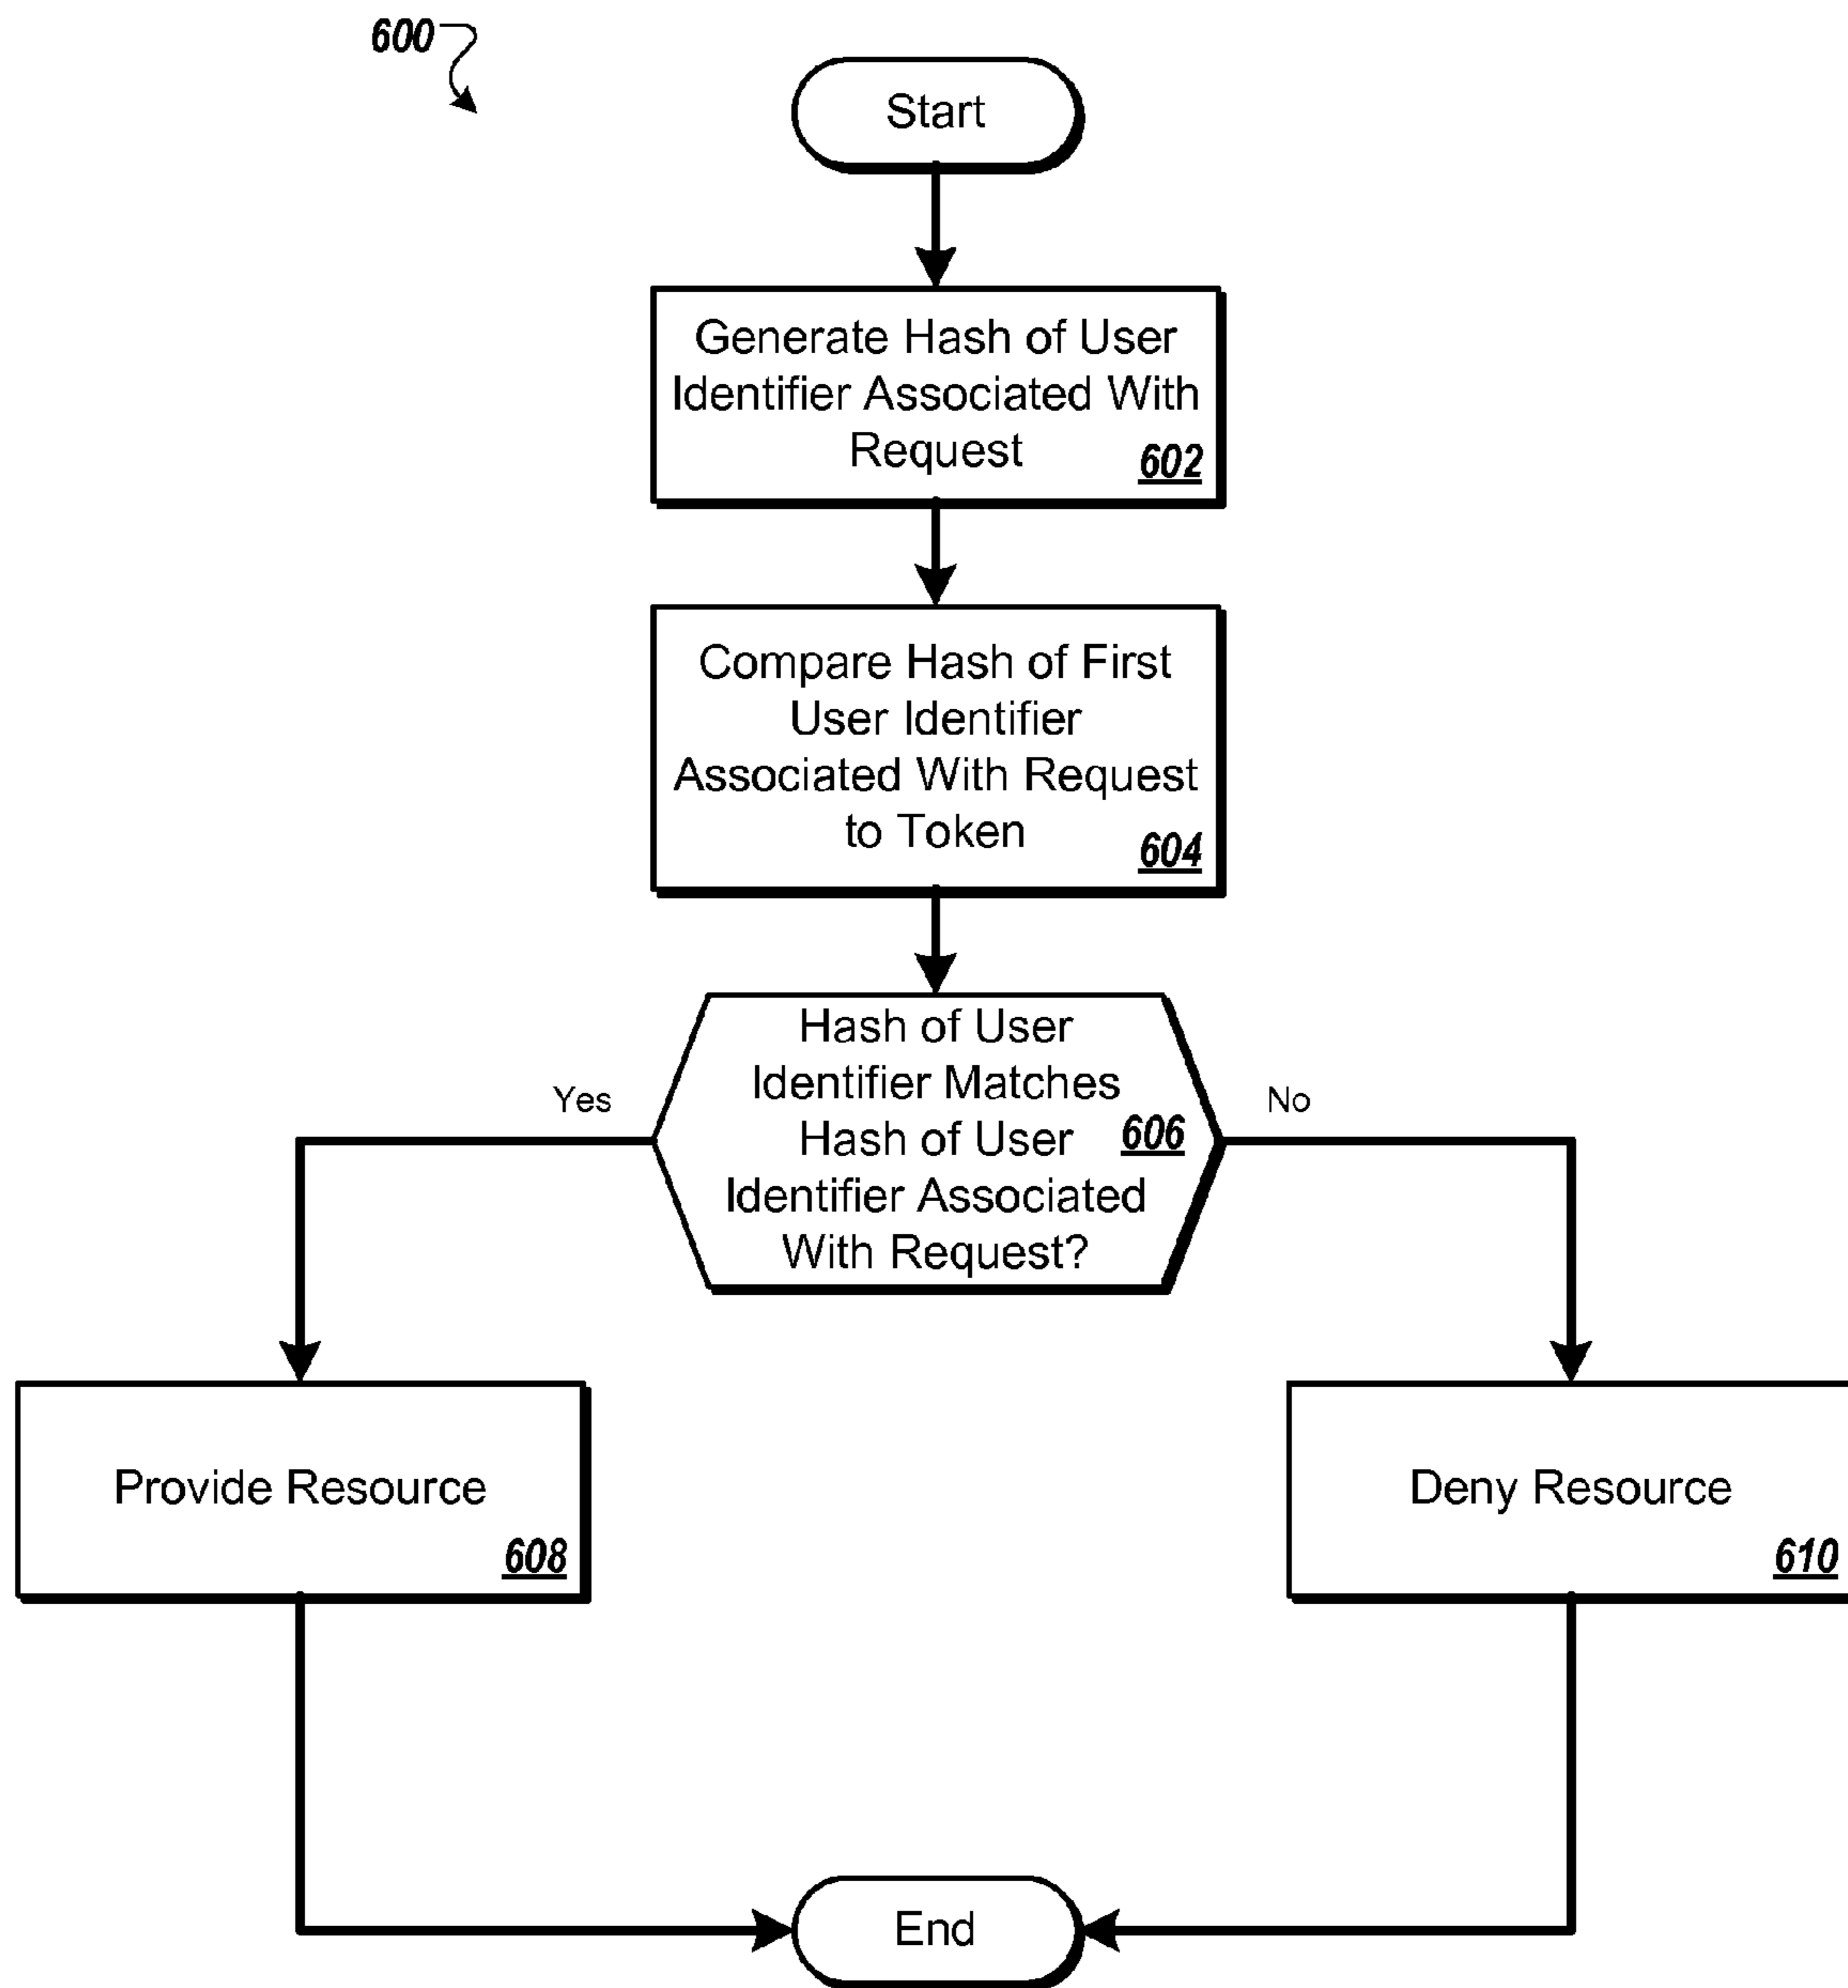 600
Start
Generate Hash of User
Identifier Associated With
Request
602
Compare Hash of First
User Identifier
Associated With Request
to Token
604
Hash of User
Identifier Matches
Hash of User
Identifier Associated
With Request?
606
Yes
No
Provide Resource
608
Deny Resource
610
End